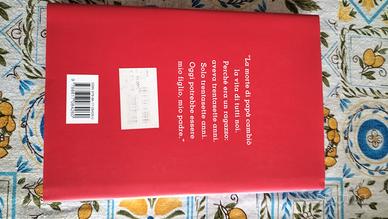 "La morte di papà cambiò
la vita di tutti noi.
Perché era un ragazzo:
aveva trentasette anni.
Solo trentasette anni.
Oggi potrebbe essere
mio figlio, mio padre."